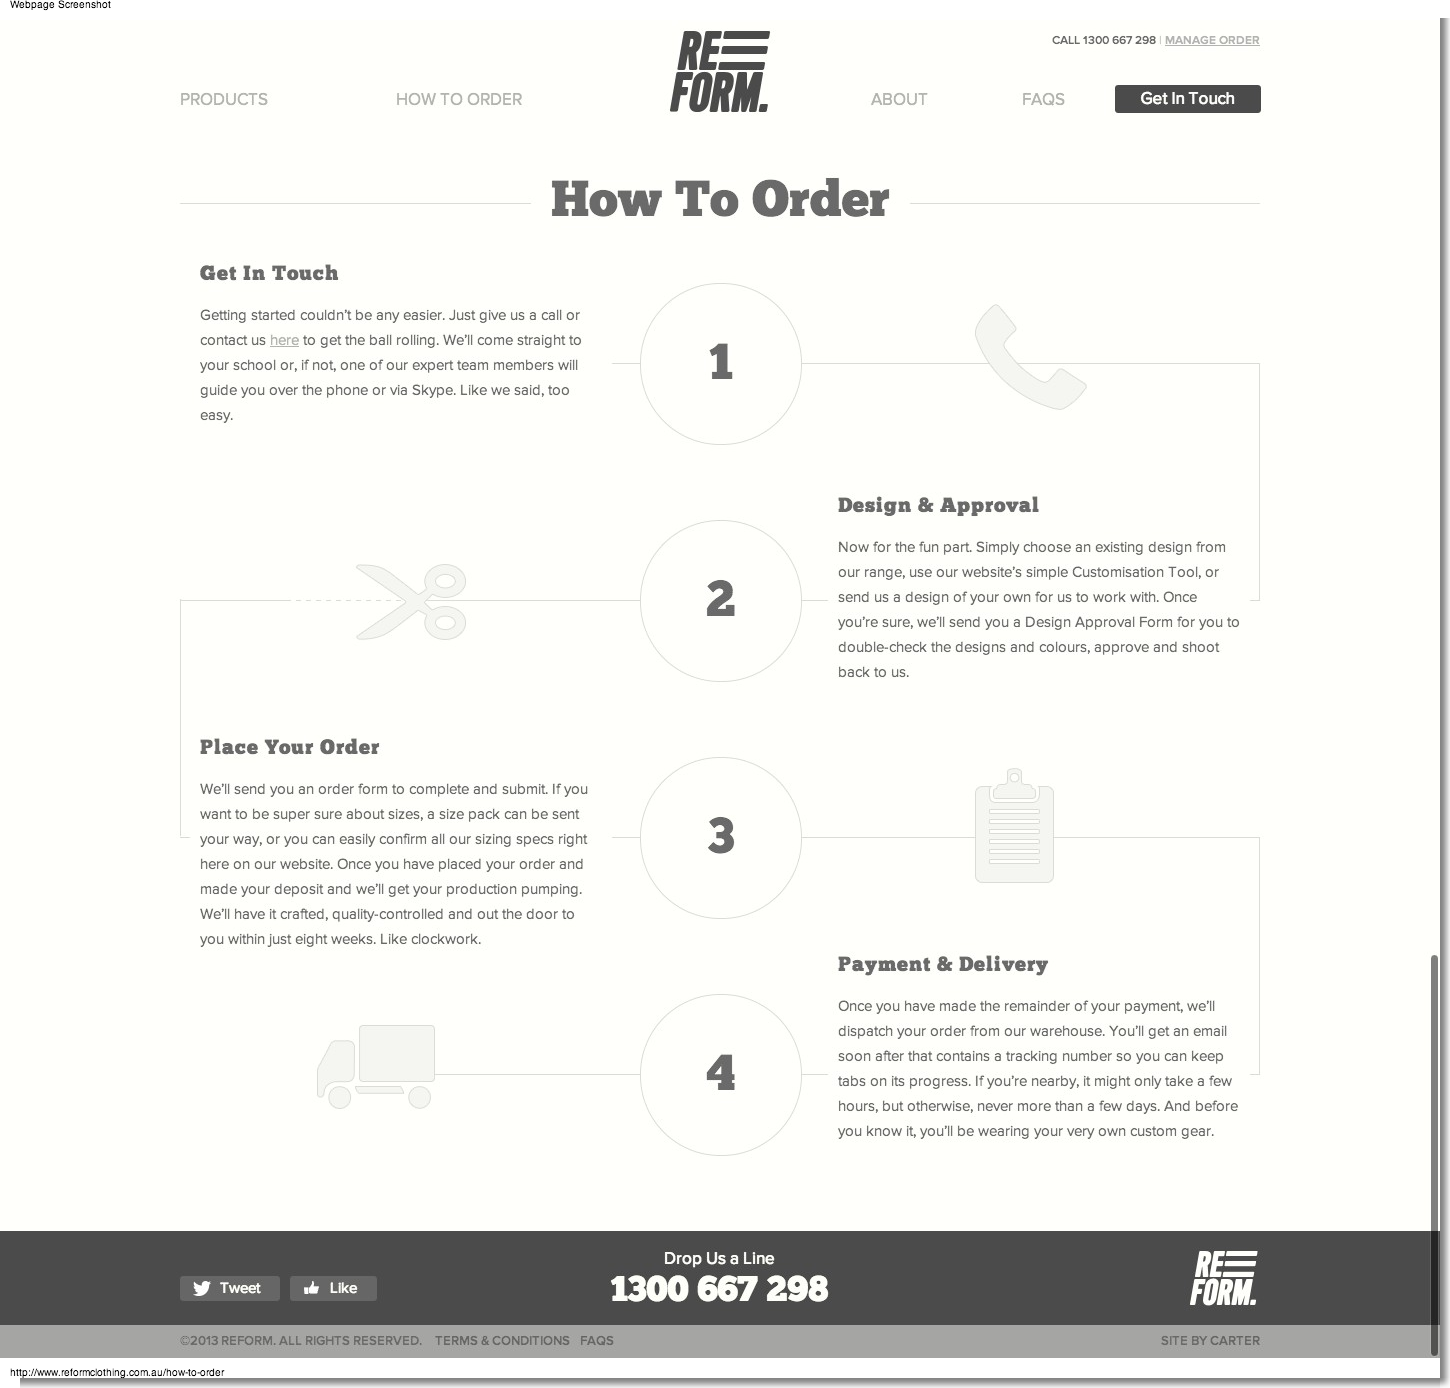 Webpage Screenshot
CALL 1300 667 298 | MANAGE ORDER
RE
FORM.
PRODUCTS
HOW TO ORDER
ABOUT
FAQS
Get In Touch
How To Order
Get In Touch
Getting started couldn't be any easier. Just give us a call or
contact us here to get the ball rolling. We'll come straight to
your school or, if not, one of our expert team members will
guide you over the phone or via Skype. Like we said, too
easy.
1
Design & Approval
Now for the fun part. Simply choose an existing design from
our range, use our website's simple Customisation Tool, or
send us a design of your own for us to work with. Once
you're sure, we'll send you a Design Approval Form for you to
double-check the designs and colours, approve and shoot
back to us.
2
Place Your Order
We'll send you an order form to complete and submit. If you
want to be super sure about sizes, a size pack can be sent
your way, or you can easily confirm all our sizing specs right
here on our website. Once you have placed your order and
made your deposit and we'll get your production pumping.
We'll have it crafted, quality-controlled and out the door to
you within just eight weeks. Like clockwork.
3
Payment & Delivery
Once you have made the remainder of your payment, we'll
dispatch your order from our warehouse. You'll get an email
soon after that contains a tracking number so you can keep
tabs on its progress. If you're nearby, it might only take a few
hours, but otherwise, never more than a few days. And before
you know it, you'll be wearing your very own custom gear.
4
Tweet
Like
Drop Us a Line
1300 667 298
RE
FORM.
©2013 REFORM. ALL RIGHTS RESERVED. TERMS & CONDITIONS FAQS
SITE BY CARTER
http://www.reformclothing.com.au/how-to-order